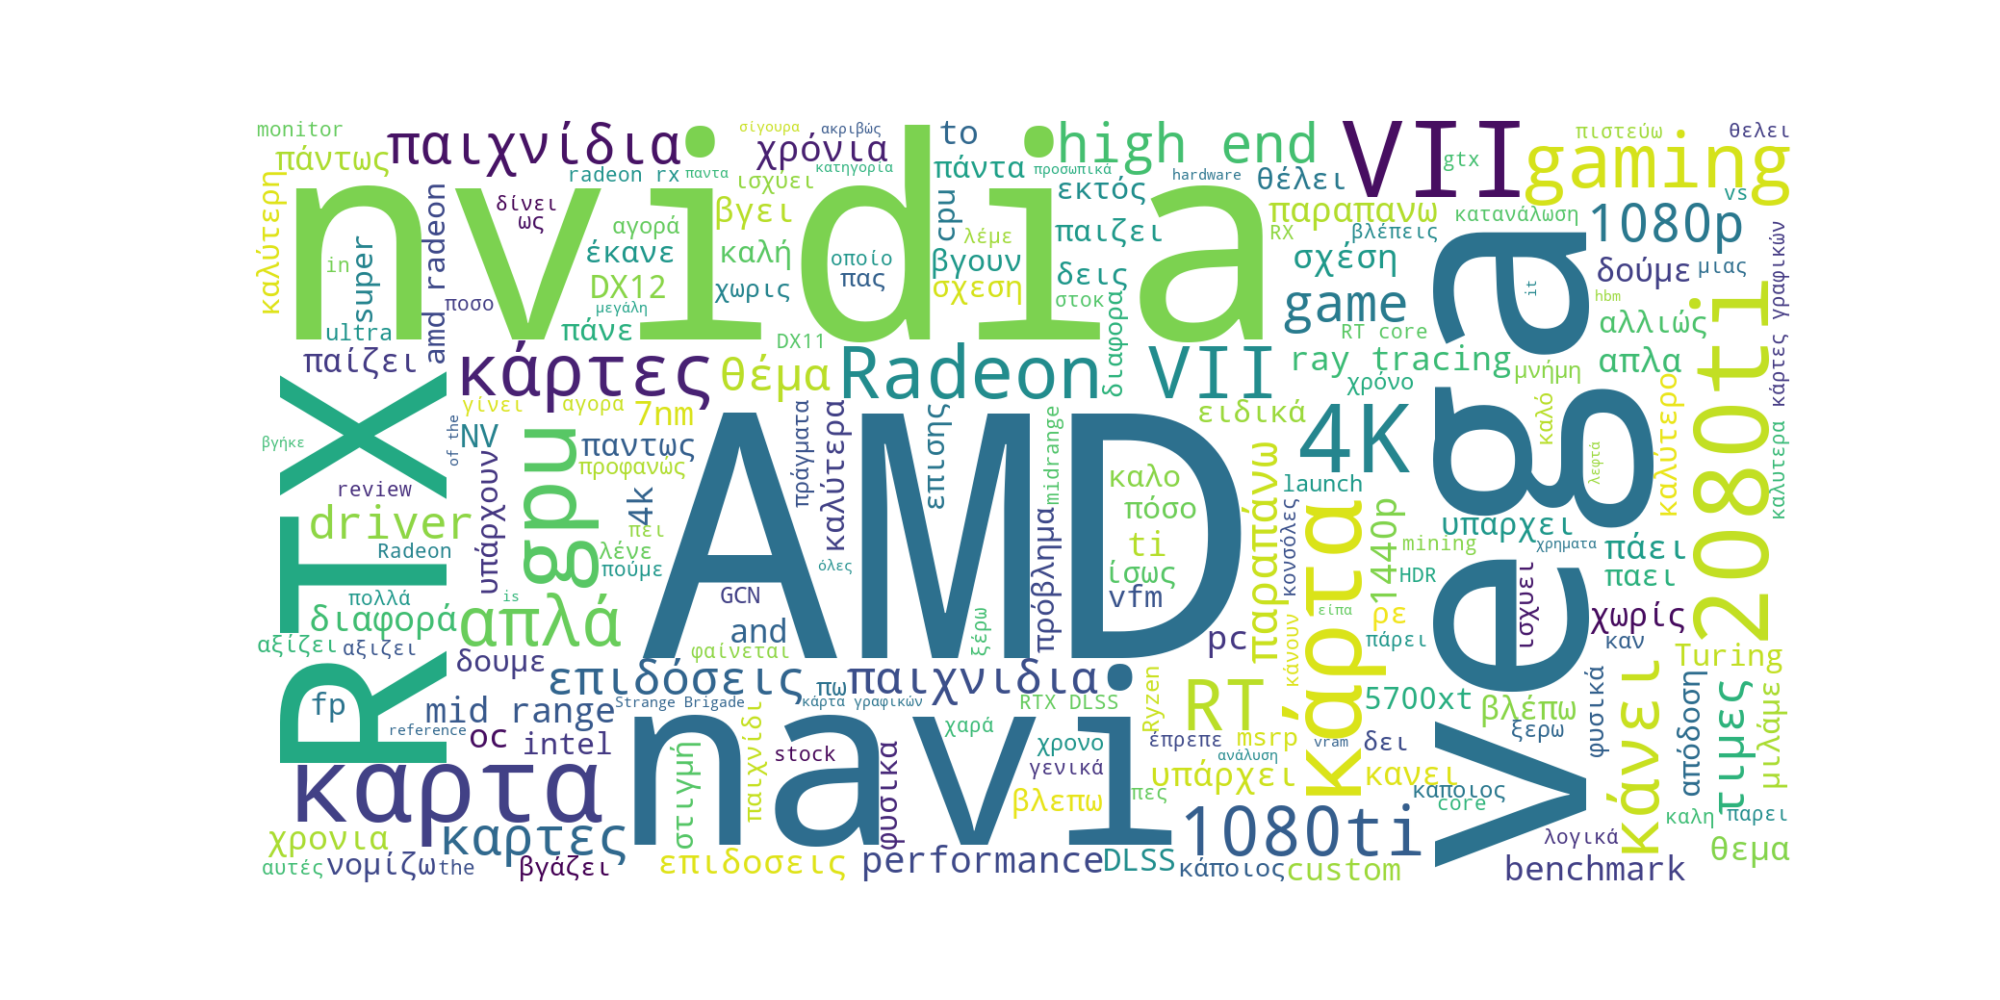 monitor
πάντως
παιχνίδια
nvidia
σίγουρα
ακριβώς
χρόνια
κατηγορία
to
high end
VII
gaming
πιστεύω
θελει
gtx
vs
radeon rx
παντα
ισχύει
πάντα
προσωπικά
hardware
θέλει
εκτός
καλύτερη
δίνει
ως
αγορά
βγει
cpu
λέμε
παιζει
παραπανω
RX
βλέπεις
κατανάλωση
1080p
super
amd radeon
έκανε
καλή
οποίο
πας
βγουν
δεις
σχέση
δούμε
μιας
in
ποσο
DX12
χωρις
σχεση
στοκ
game
it
hbm
κάρτες γραφικών
ultra
μεγάλη
πάνε
DX11
διαφορα
RT core
αλλιώς
παίζει
κάρτες
θέμα
Radeon VII
ray tracing
μνήμη
απλα
χρόνο
vega
2080ti
RTX
γίνει
αγορα
7nm
πράγματα
καλύτερα
επισης
midrange
ειδικά
4K
καλό
καλύτερο
καλυτερα
βγήκε
of the
NV
gpu
παντως
προφανώς
AMD
καλο
launch
λεφτά
review
driver
υπάρχουν
4k
πόσο
παραπάνω
κονσόλες
κάρτα
1440p
υπαρχει
Radeon
πει
λένε
πούμε
όλες
πρόβλημα
ti
ίσως
vfm
mining
χρηματα
πάει
HDR
παει
πολλά
is
GCN
διαφορά
απλά
and
ξέρω
είπα
ρε
ισχυει
χωρίς
αξίζει
αξιζει
δουμε
φαίνεται
pc
κάνουν
πάρει
καν
Turing
επιδόσεις
πω
παιχνιδια
fp
mid range
Strange Brigade
κάρτα γραφικών
RTX DLSS
Ryzen
RT
5700xt
βλέπω
φυσικά
απόδοση
τιμες
μιλάμε
reference
oc
intel
παιχνίδι
navi
χαρά
χρονο
έπρεπε
msrp
vram
δει
ξερω
stock
φυσικα
γενικά
ανάλυση
καρτα
στιγμή
βλεπω
πες
υπάρχει
κανει
κάποιος
core
κάνει
καλη
παρει
χρονια
καρτες
1080ti
λογικά
θεμα
αυτές
νομίζω
the
βγάζει
επιδοσεις
performance
DLSS
κάποιος
custom
benchmark